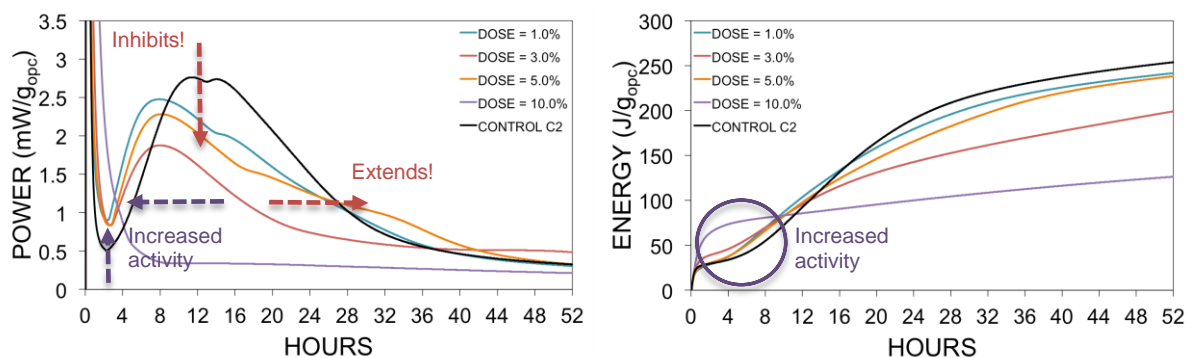 POWER (mW/gopc)
3.5
3
2.5
2
1.5
1
0.5
0
Inhibits!
DOSE = 1.0%
DOSE = 3.0%
DOSE = 5.0%
DOSE = 10.0%
CONTROL C2
Extends!
Increased
activity
0 4 8 12 16 20 24 28 32 36 40 44 48 52
HOURS
ENERGY (J/gopc)
300
250
200
150
100
50
0
DOSE = 1.0%
DOSE = 3.0%
DOSE = 5.0%
DOSE = 10.0%
CONTROL C2
Increased
activity
0 4 8 12 16 20 24 28 32 36 40 44 48 52
HOURS